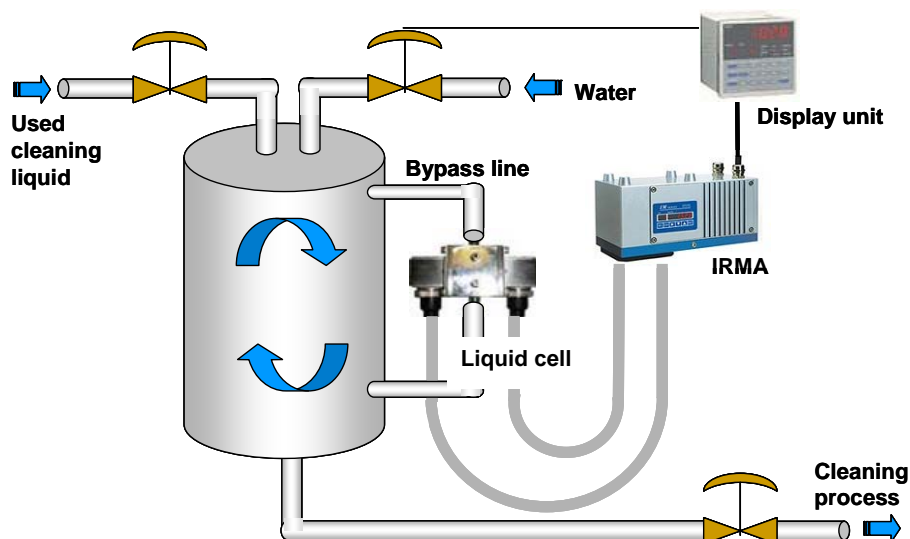 Used
cleaning
liquid
Water
Display unit
Bypass line
IRMA
Liquid cell
Cleaning
process